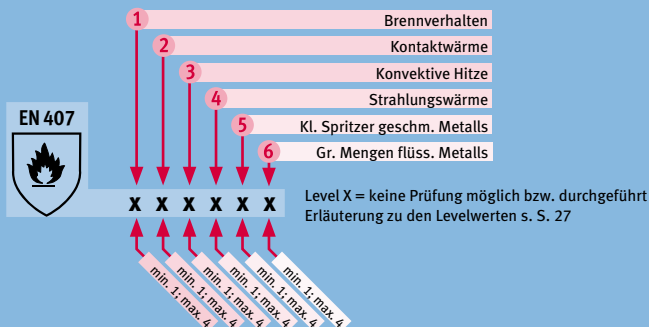 1 Brennverhalten
2 Kontaktwärme
3 Konvektive Hitze
4 Strahlungswärme
5 Kl. Spritzer geschm. Metalls
6 Gr. Mengen flüss. Metalls
EN 407
X X X X X X
Level X = keine Prüfung möglich bzw. durchgeführt
Erläuterung zu den Levelwerten s. S. 27
min. 1; max. 4
min. 1; max. 4
min. 1; max. 4
min. 1; max. 4
min. 1; max. 4
min. 1; max. 4